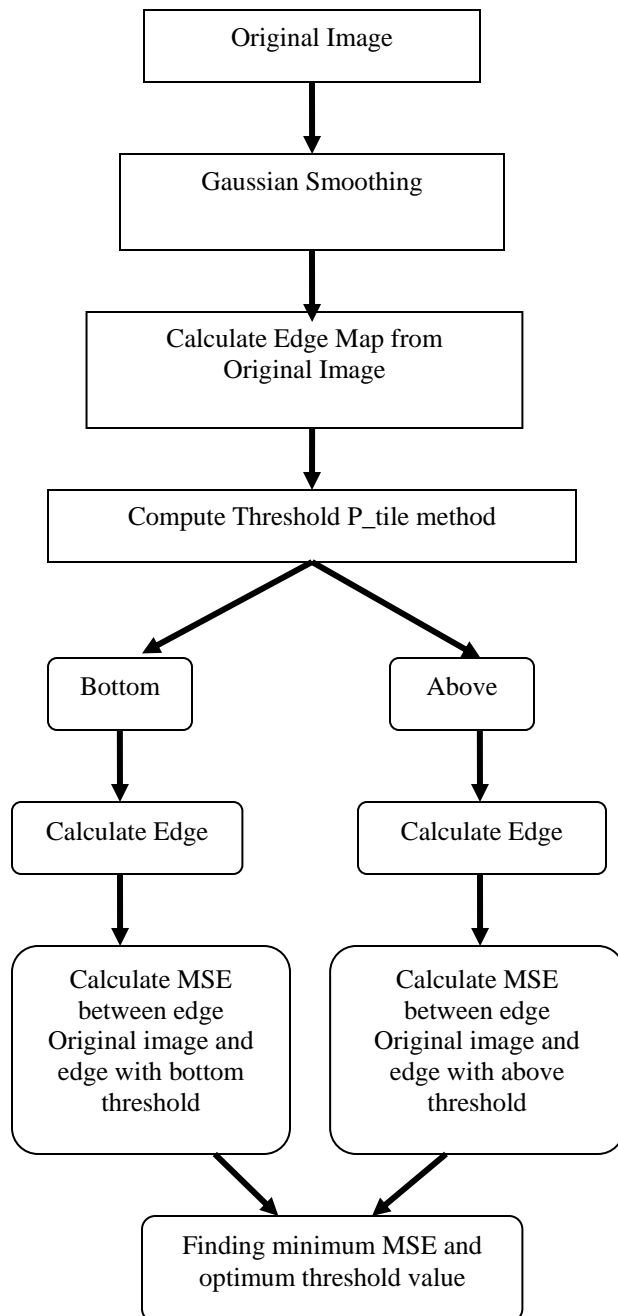 Original Image
Gaussian Smoothing
Calculate Edge Map from
Original Image
Compute Threshold P_tile method
Bottom
Above
Calculate Edge
Calculate Edge
Calculate MSE
between edge
Original image and
edge with bottom
threshold
Calculate MSE
between edge
Original image and
edge with above
threshold
Finding minimum MSE and
optimum threshold value